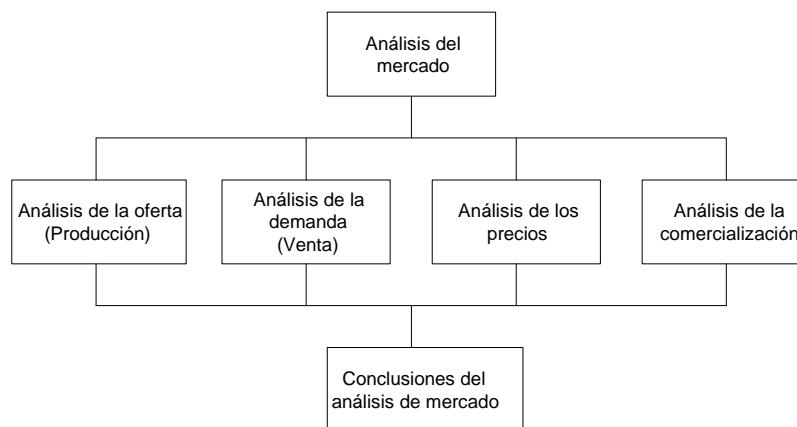 Análisis del
mercado
Análisis de la oferta
(Producción)
Análisis de la
demanda
(Venta)
Análisis de los
precios
Análisis de la
comercialización
Conclusiones del
análisis de mercado